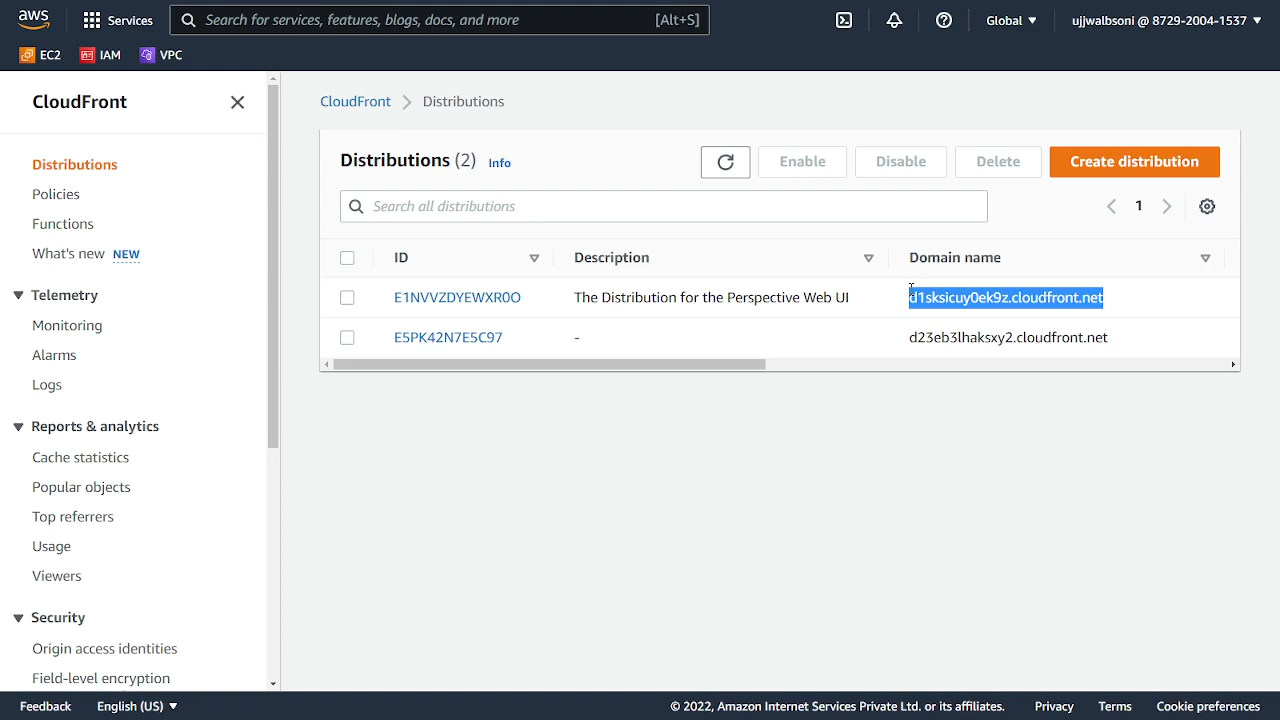 aws Services Search for services, features, blogs, docs, and more [Alt+S] Global ujjwalbsoni @ 8729-2004-1537
EC2 IAM VPC
CloudFront
Distributions
Policies
Functions
What's new NEW
Telemetry
Monitoring
Alarms
Logs
Reports & analytics
Cache statistics
Popular objects
Top referrers
Usage
Viewers
Security
Origin access identities
Field-level encryption
CloudFront Distributions
Distributions (2) Info Enable Disable Delete Create distribution
Search all distributions 1
ID Description Domain name
E1NVVZDYEWXR0O The Distribution for the Perspective Web UI d1sksicuy0ek9z.cloudfront.net
E5PK42N7E5C97 - d23eb3lhaksxy2.cloudfront.net
Feedback English (US) © 2022, Amazon Internet Services Private Ltd. or its affiliates. Privacy Terms Cookie preferences